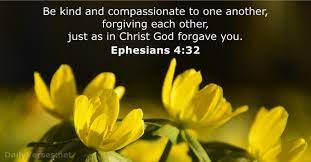 Be kind and compassionate to one another,
forgiving each other,
just as in Christ God forgave you.
Ephesians 4:32
DailyVerses.net